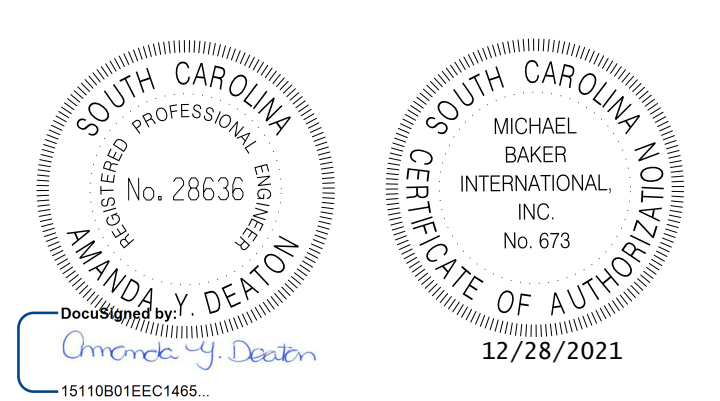 SOUTH CAROLINA
REGISTERED PROFESSIONAL ENGINEER
No. 28636
AMANDA Y. DEATON
DocuSigned by:
Amanda Y. Deaton
15110B01EEC1465...
SOUTH CAROLINA
MICHAEL
BAKER
INTERNATIONAL,
INC.
No. 673
CERTIFICATE OF AUTHORIZATION
12/28/2021